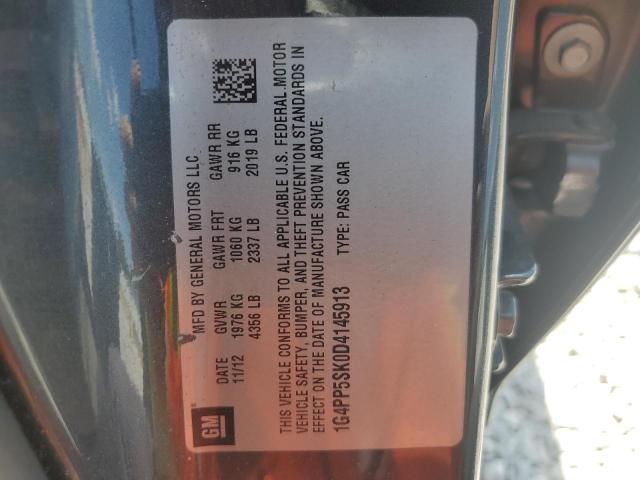 MFD BY GENERAL MOTORS LLC
DATE GVWR GAWR FRT GAWR RR
11/12 1976 KG 1060 KG 916 KG
4356 LB 2337 LB 2019 LB
THIS VEHICLE CONFORMS TO ALL APPLICABLE U.S. FEDERAL MOTOR
VEHICLE SAFETY, BUMPER, AND THEFT PREVENTION STANDARDS IN
EFFECT ON THE DATE OF MANUFACTURE SHOWN ABOVE.
1G4PP5SK0D4145913 TYPE: PASS CAR
GM